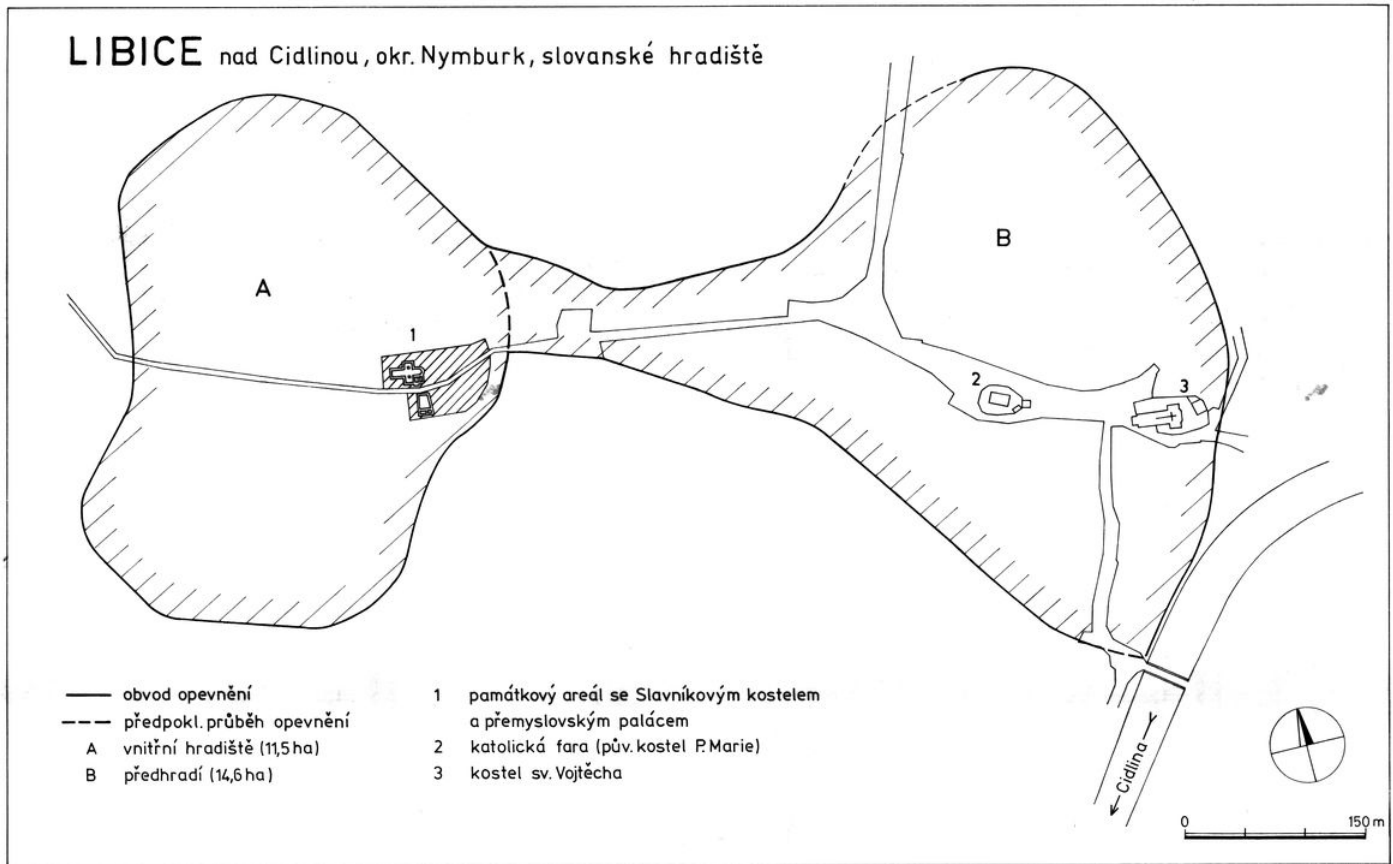 LIBICE nad Cidlinou, okr. Nymburk, slovanské hradiště
A
B
1
2
3
obvod opevnění
předpokl. průběh opevnění
A vnitřní hradiště (11,5 ha)
B předhradí (14,6 ha)
1 památkový areál se Slavníkovým kostelem
a přemyslovským palácem
2 katolická fara (pův. kostel P. Marie)
3 kostel sv. Vojtěcha
Cidlina
0 150 m